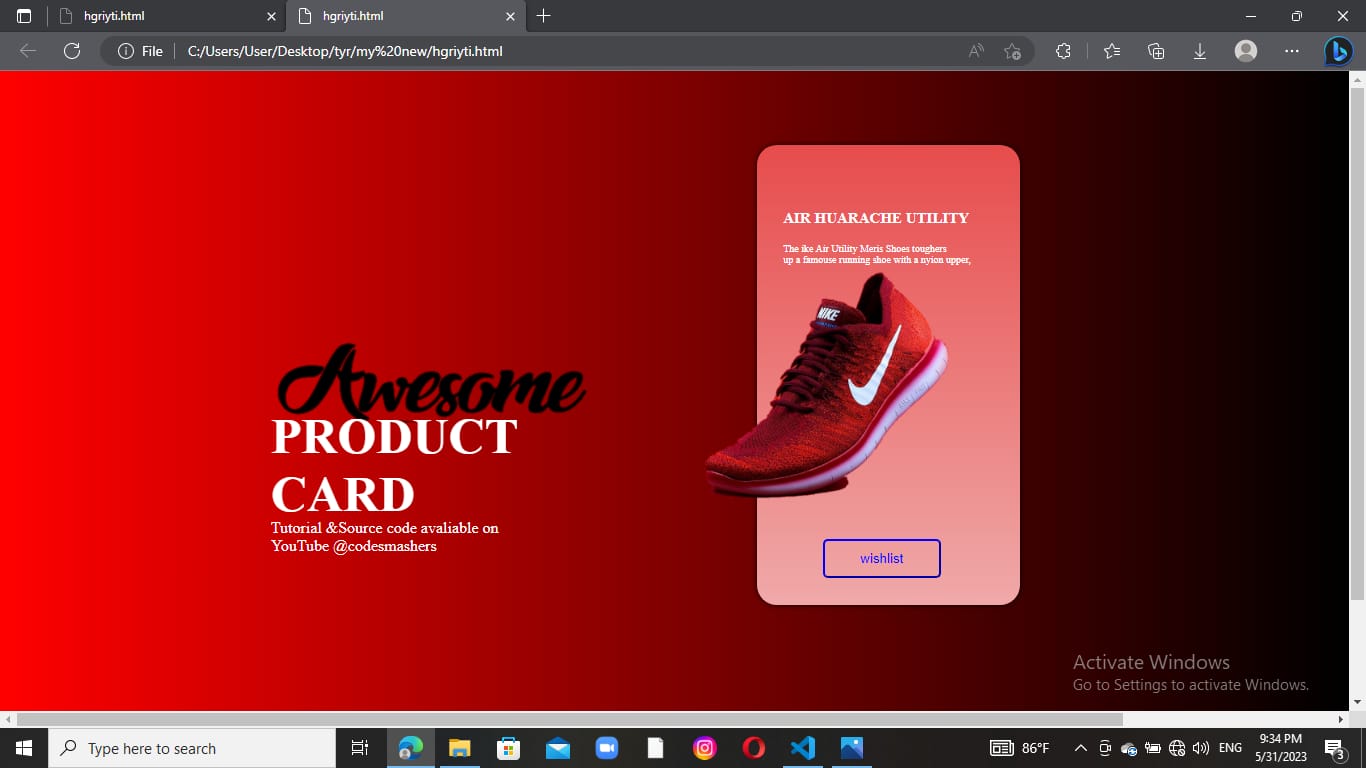 hgriyti.html
hgriyti.html
File
C:/Users/User/Desktop/tyr/my%20new/hgriyti.html
AIR HUARACHE UTILITY
The ike Air Utility Meris Shoes toughers
up a famouse running shoe with a nyion upper,
NIKE
Awesome
PRODUCT
CARD
Tutorial &Source code avaliable on
YouTube @codesmashers
wishlist
Activate Windows
Go to Settings to activate Windows.
Type here to search
86°F
ENG
9:34 PM
5/31/2023
3